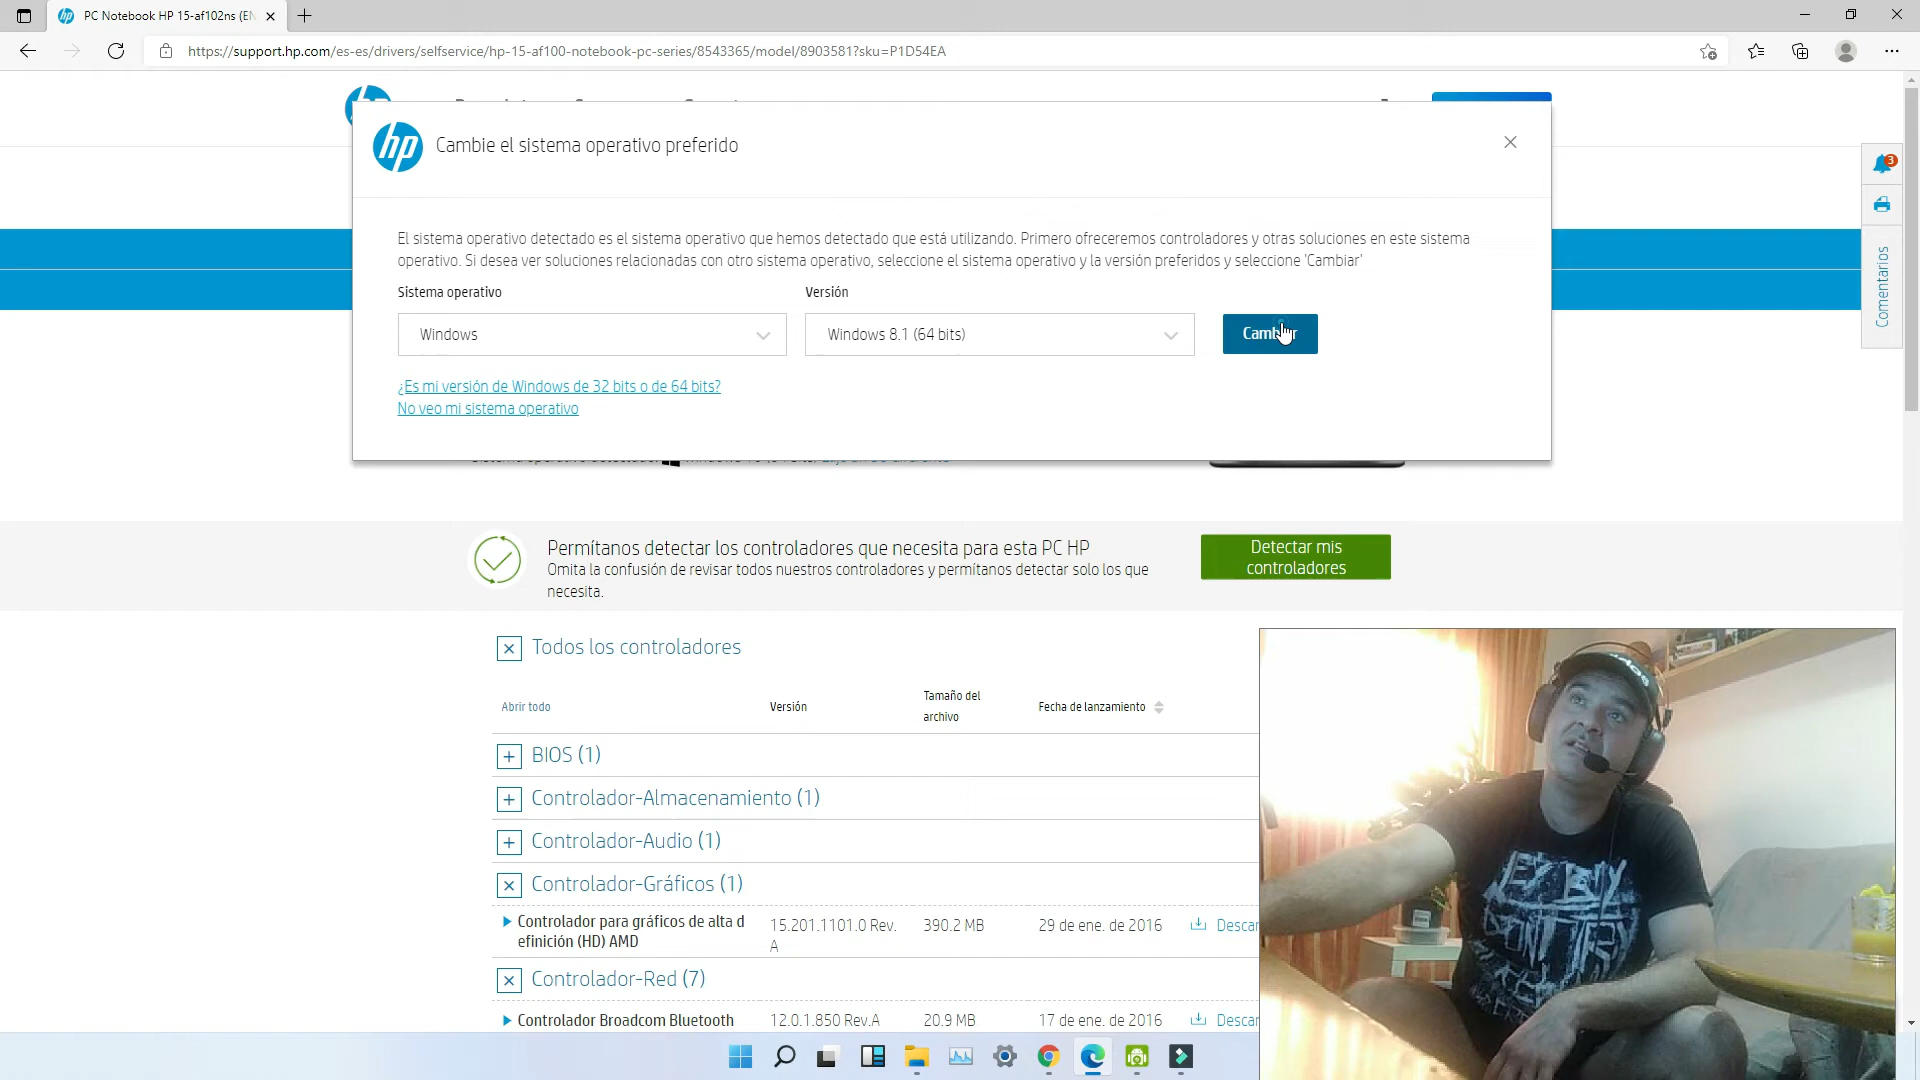 PC Notebook HP 15-af102ns
https://support.hp.com/es-es/drivers/selfservice/hp-15-af100-notebook-pc-series/8543365/model/8903581?sku=P1D54EA
hp
Cambie el sistema operativo preferido
3
El sistema operativo detectado es el sistema operativo que hemos detectado que está utilizando. Primero ofreceremos controladores y otras soluciones en este sistema
operativo. Si desea ver soluciones relacionadas con otro sistema operativo, seleccione el sistema operativo y la versión preferidos y seleccione 'Cambiar'
Comentarios
Sistema operativo Versión
Windows Windows 8.1 (64 bits) Cambiar
¿Es mi versión de Windows de 32 bits o de 64 bits?
No veo mi sistema operativo
Permítanos detectar los controladores que necesita para esta PC HP
Omita la confusión de revisar todos nuestros controladores y permítanos detectar solo los que
necesita.
Detectar mis
controladores
Todos los controladores
Abrir todo Versión Tamaño del
archivo Fecha de lanzamiento
BIOS (1)
Controlador-Almacenamiento (1)
Controlador-Audio (1)
Controlador-Gráficos (1)
Controlador para gráficos de alta d
efinición (HD) AMD
15.201.1101.0 Rev.
A
390.2 MB 29 de ene. de 2016 Descar
Controlador-Red (7)
Controlador Broadcom Bluetooth 12.0.1.850 Rev.A 20.9 MB 17 de ene. de 2016 Descar